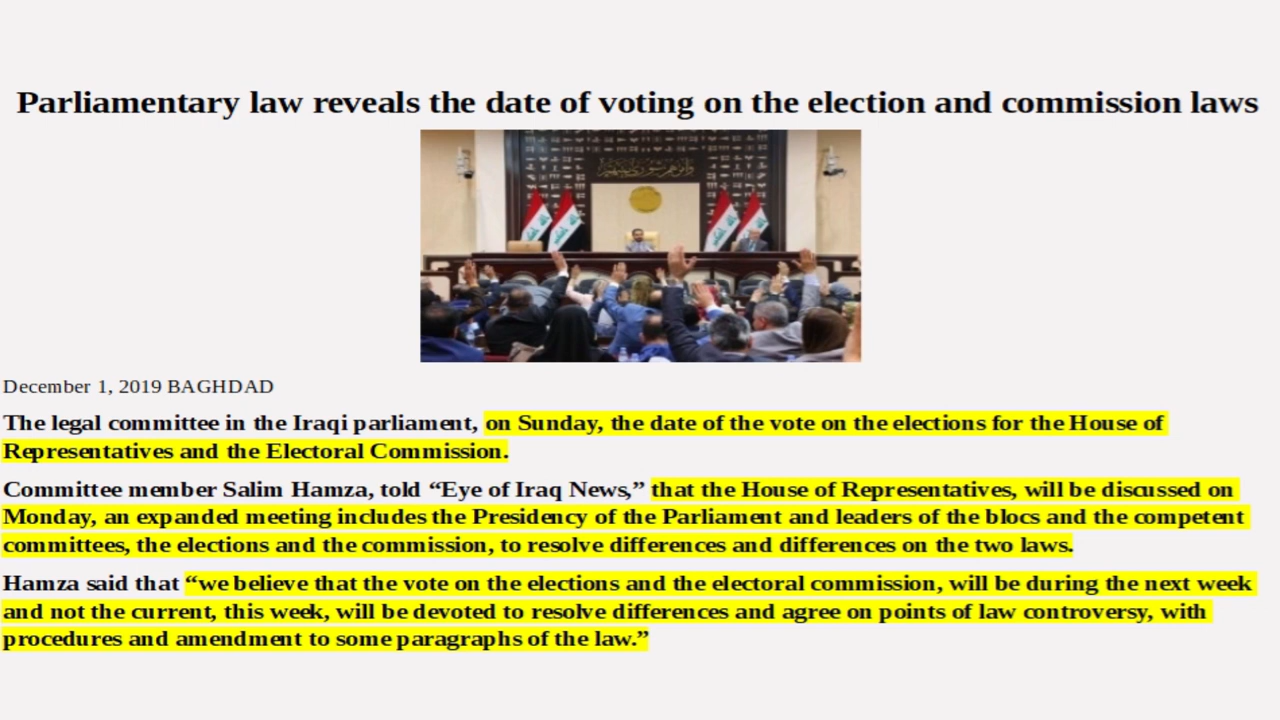 Parliamentary law reveals the date of voting on the election and commission laws
December 1, 2019 BAGHDAD
The legal committee in the Iraqi parliament, on Sunday, the date of the vote on the elections for the House of
Representatives and the Electoral Commission.
Committee member Salim Hamza, told “Eye of Iraq News,” that the House of Representatives, will be discussed on
Monday, an expanded meeting includes the Presidency of the Parliament and leaders of the blocs and the competent
committees, the elections and the commission, to resolve differences and differences on the two laws.
Hamza said that “we believe that the vote on the elections and the electoral commission, will be during the next week
and not the current, this week, will be devoted to resolve differences and agree on points of law controversy, with
procedures and amendment to some paragraphs of the law.”